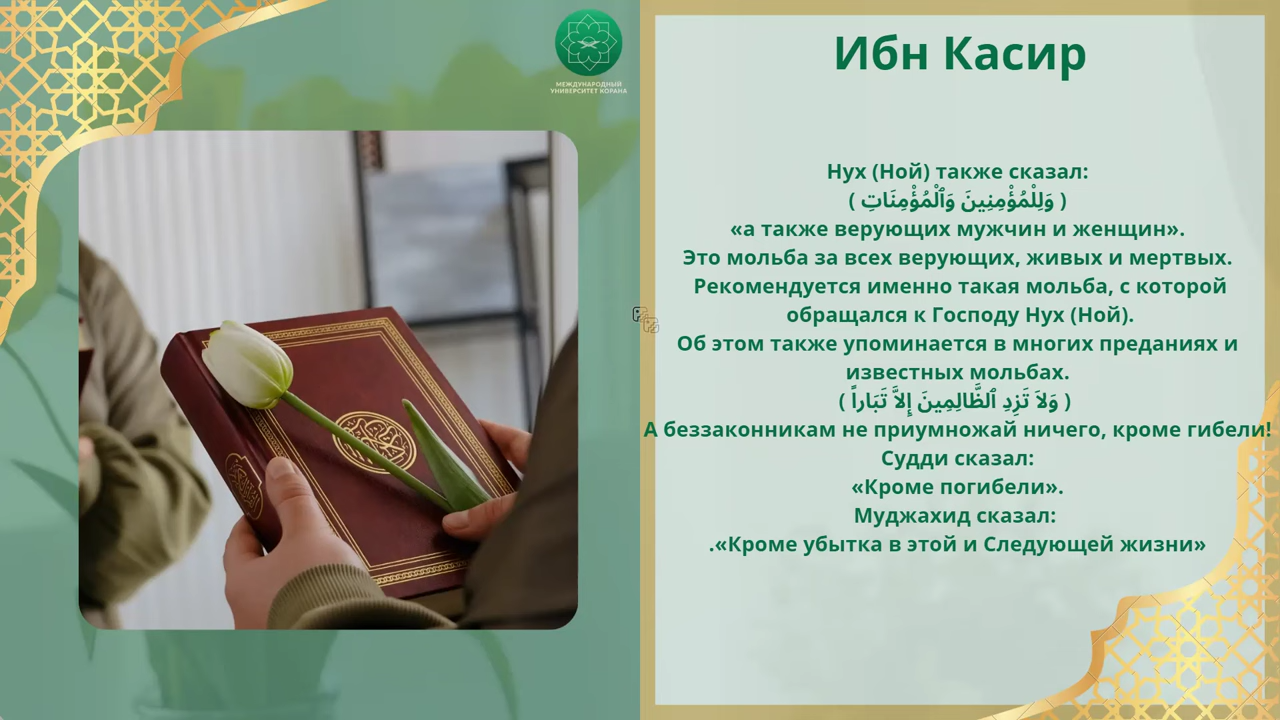 МЕЖДУНАРОДНЫЙ
УНИВЕРСИТЕТ КОРАНА
Ибн Касир
Нух (Ной) также сказал:
( وَلِلْمُؤْمِنِينَ وَٱلْمُؤْمِنَاتِ )
«а также верующих мужчин и женщин».
Это мольба за всех верующих, живых и мертвых.
Рекомендуется именно такая мольба, с которой
обращался к Господу Нух (Ной).
Об этом также упоминается в многих преданиях и
известных мольбах.
( وَلاَ تَزِدِ ٱلظَّالِمِينَ إِلاَّ تَبَاراً )
А беззаконникам не приумножай ничего, кроме гибели!
Судди сказал:
«Кроме погибели».
Муджахид сказал:
.«Кроме убытка в этой и Следующей жизни»